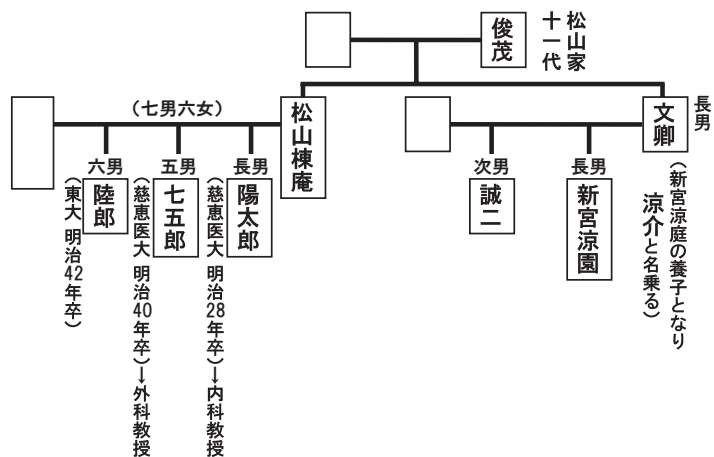 松山家
十一代
俊茂
長男
文卿
（新宮涼庭の養子となり
涼介と名乗る）
長男
新宮涼園
次男
誠二
松山棟庵
（七男六女）
長男
陽太郎
（慈恵医大 明治28年卒）→内科教授
五男
七五郎
（慈恵医大 明治40年卒）→外科教授
六男
陸郎
（東大 明治42年卒）